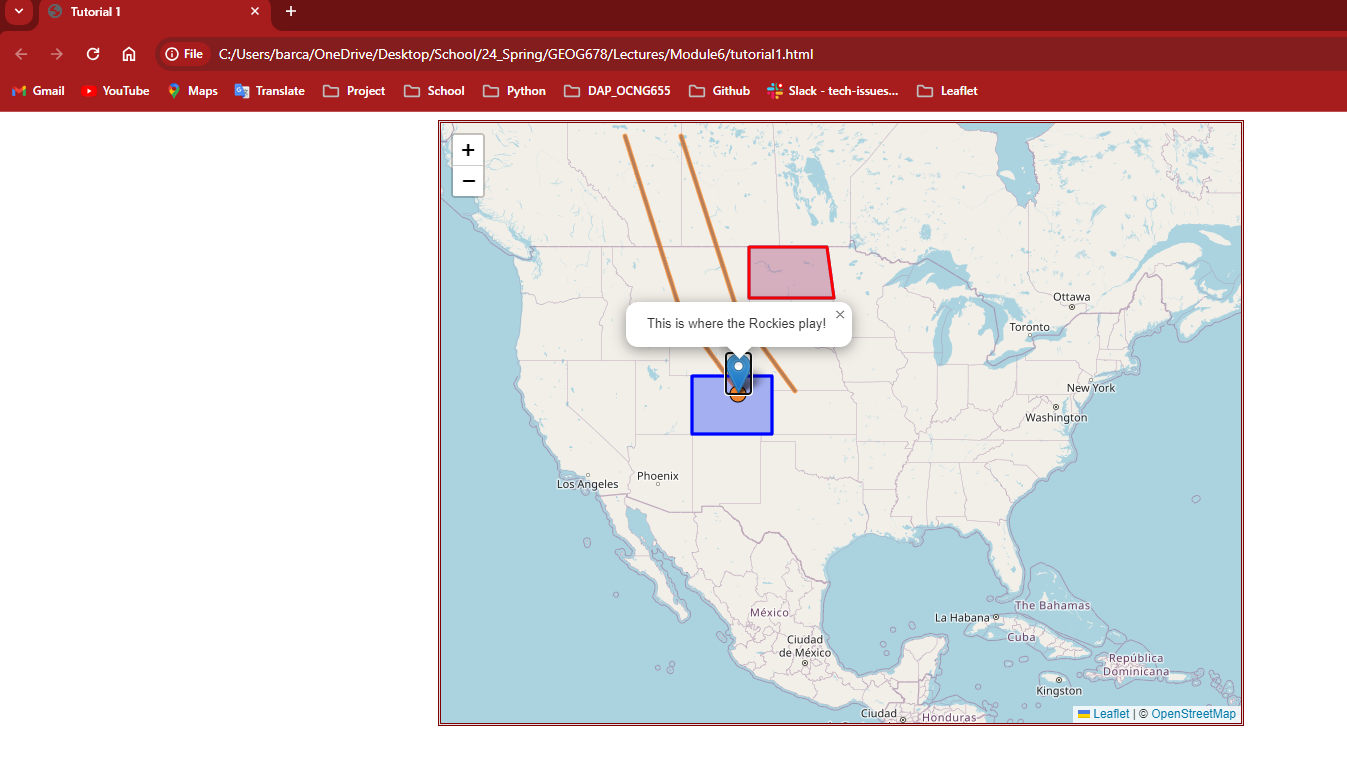 Tutorial 1
File C:/Users/barca/OneDrive/Desktop/School/24_Spring/GEOG678/Lectures/Module6/tutorial1.html
Gmail YouTube Maps Translate Project School Python DAP_OCNG655 Github Slack - tech-issues... Leaflet
+
−
Ottawa
Toronto
This is where the Rockies play! ×
New York
Washington
Phoenix
Los Angeles
The Bahamas
México
La Habana
Cuba
Ciudad
de México
República
Dominicana
Kingston
Ciudad
Honduras
Leaflet | © OpenStreetMap